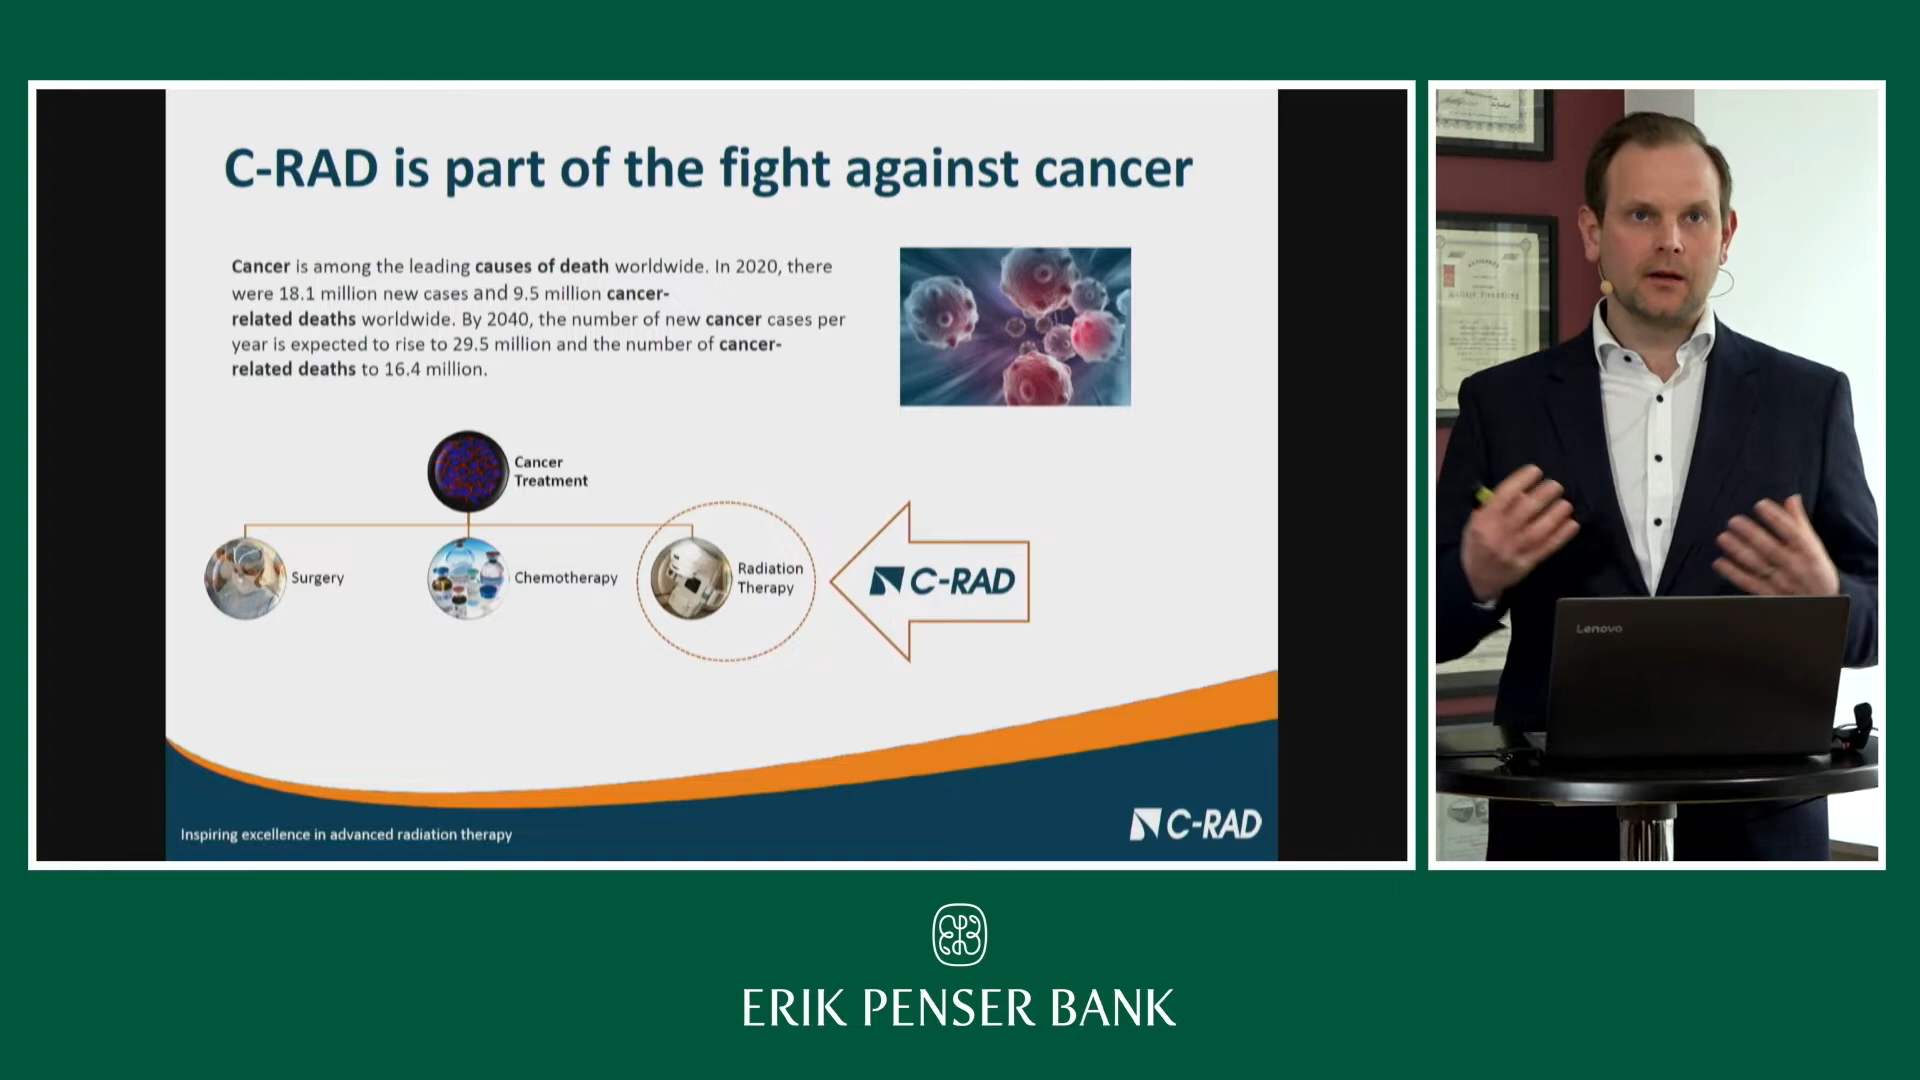 C-RAD is part of the fight against cancer
Cancer is among the leading causes of death worldwide. In 2020, there
were 18.1 million new cases and 9.5 million cancer-
related deaths worldwide. By 2040, the number of new cancer cases per
year is expected to rise to 29.5 million and the number of cancer-
related deaths to 16.4 million.
Cancer
Treatment
Surgery
Chemotherapy
Radiation
Therapy
C-RAD
Inspiring excellence in advanced radiation therapy
C-RAD
Lenovo
ERIK PENSER BANK